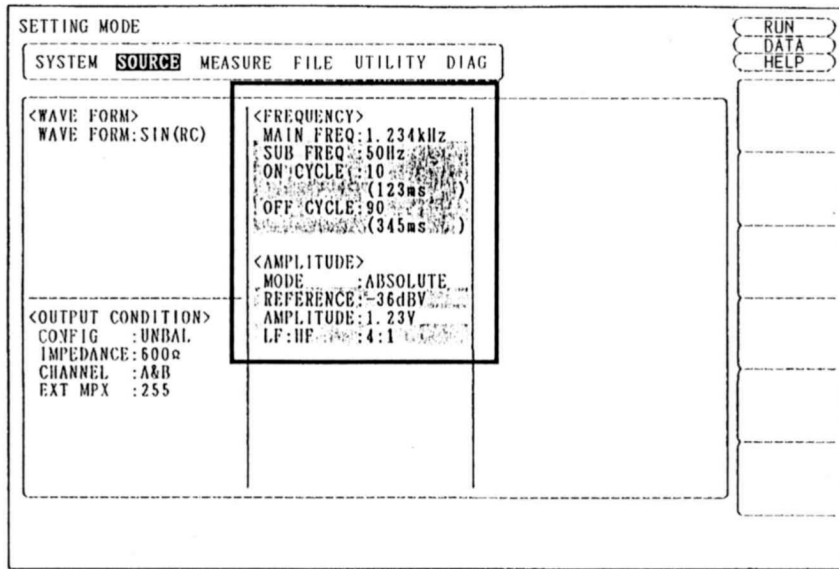 SETTING MODE
RUN
DATA
HELP
SYSTEM SOURCE MEASURE FILE UTILITY DIAG
<WAVE FORM>
WAVE FORM:SIN(RC)
<OUTPUT CONDITION>
CONFIG :UNBAL
IMPEDANCE:600Ω
CHANNEL :A&B
EXT MPX :255
<FREQUENCY>
MAIN FREQ:1.234kHz
SUB FREQ :50Hz
ON CYCLE :10
(123ms )
OFF CYCLE:90
(345ms )
<AMPLITUDE>
MODE :ABSOLUTE
REFERENCE:-36dBV
AMPLITUDE:1.23V
LF:HF :4:1